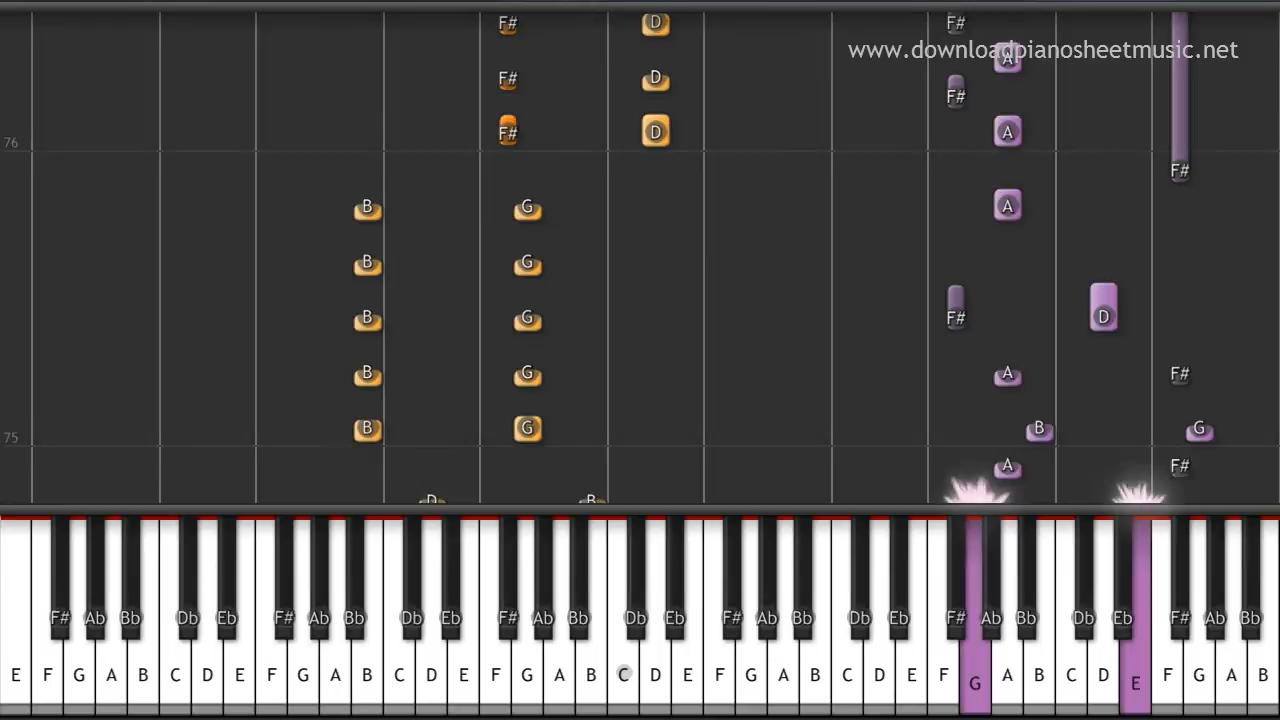 F# D F#
www.downloadpianosheetmusic.net
A
F# D
F#
F# D A
76
F#
B G A
B G
B G F# D
B G A F#
B G B G
75
A F#
D B
F# Ab Bb Db Eb F# Ab Bb Db Eb F# Ab Bb Db Eb F# Ab Bb Db Eb F# Ab Bb Db Eb F# Ab Bb
E F G A B C D E F G A B C D E F G A B C D E F G A B C D E F G A B C D E F G A B